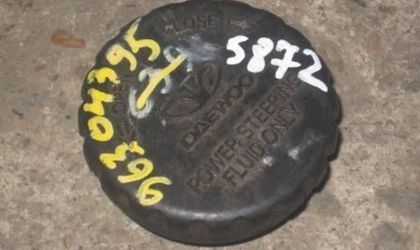 CLOSE
5872
96304395
DAEWOO
POWER STEERING
FLUID ONLY